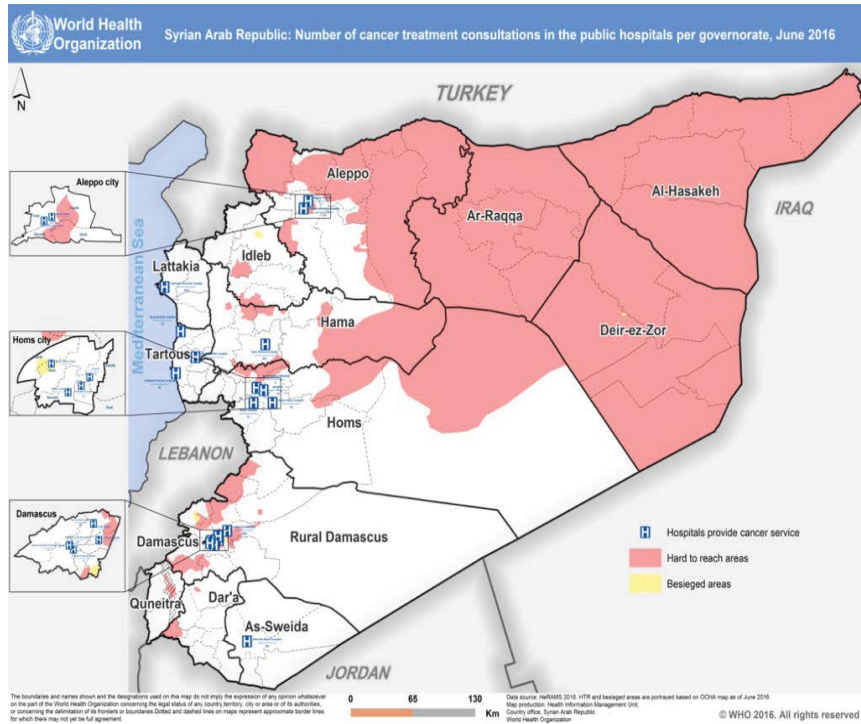 World Health
Organization
Syrian Arab Republic: Number of cancer treatment consultations in the public hospitals per governorate, June 2016
N
TURKEY
Aleppo city
Aleppo
Al-Hasakeh
Ar-Raqqa
IRAQ
Mediterranean Sea
Idleb
Lattakia
Hama
Deir-ez-Zor
Homs city
Tartous
Homs
LEBANON
Damascus
Damascus
Rural Damascus
Quneitra
Dar'a
As-Sweida
JORDAN
Hospitals provide cancer service
Hard to reach areas
Besieged areas
The boundaries and names shown and the designations used on this map do not imply the expression of any opinion whatsoever
on the part of the World Health Organization concerning the legal status of any country, territory, city or area or of its authorities,
or concerning the delimitation of its frontiers or boundaries. Dotted and dashed lines on maps represent approximate border lines
for which there may not yet be full agreement.
0 65 130
Km
Data source: HeRAMS 2016. HTR and besieged areas are portrayed based on OCHA map as of June 2016
Map production: Health Information Management Unit.
Country office, Syrian Arab Republic
World Health Organization
© WHO 2016. All rights reserved